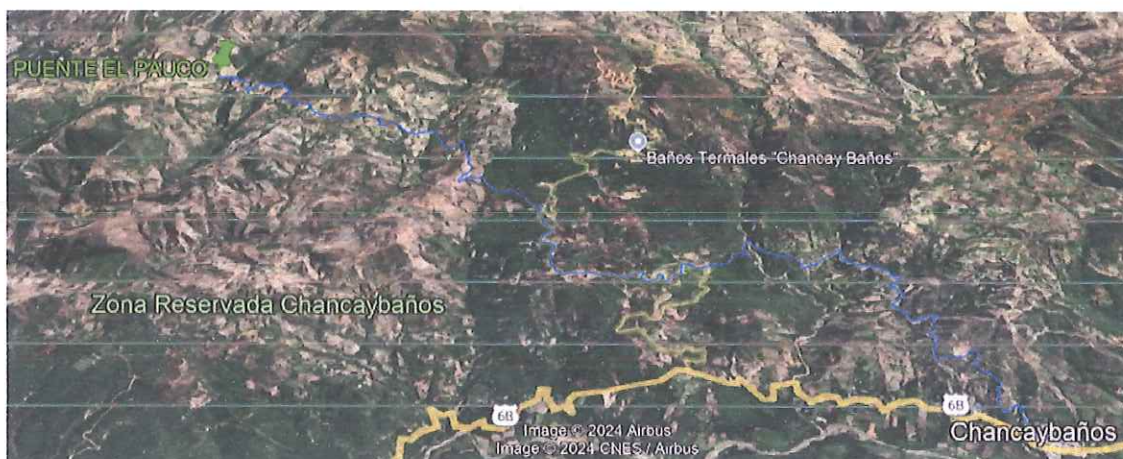 PUENTE EL PAUCO
Baños Termales "Chancay Baños"
Zona Reservada Chancaybaños
6B
6B
Image © 2024 Airbus
Image © 2024 CNES / Airbus
Chancaybaños